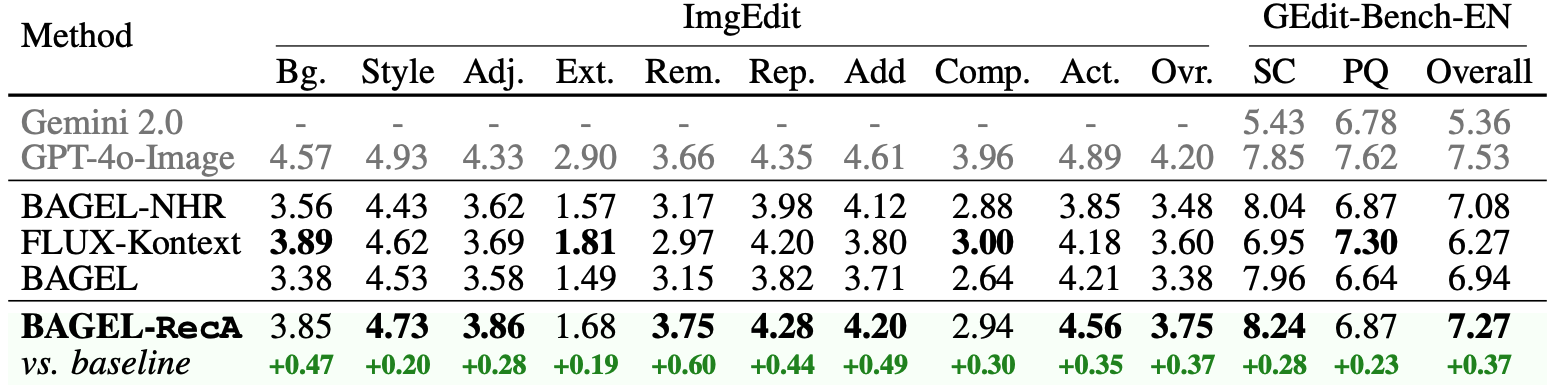 Method ImgEdit GEdit-Bench-EN
Bg. Style Adj. Ext. Rem. Rep. Add Comp. Act. Ovr. SC PQ Overall
Gemini 2.0 - - - - - - - - - - 5.43 6.78 5.36
GPT-4o-Image 4.57 4.93 4.33 2.90 3.66 4.35 4.61 3.96 4.89 4.20 7.85 7.62 7.53
BAGEL-NHR 3.56 4.43 3.62 1.57 3.17 3.98 4.12 2.88 3.85 3.48 8.04 6.87 7.08
FLUX-Kontext 3.89 4.62 3.69 1.81 2.97 4.20 3.80 3.00 4.18 3.60 6.95 7.30 6.27
BAGEL 3.38 4.53 3.58 1.49 3.15 3.82 3.71 2.64 4.21 3.38 7.96 6.64 6.94
BAGEL-RecA 3.85 4.73 3.86 1.68 3.75 4.28 4.20 2.94 4.56 3.75 8.24 6.87 7.27
vs. baseline +0.47 +0.20 +0.28 +0.19 +0.60 +0.44 +0.49 +0.30 +0.35 +0.37 +0.28 +0.23 +0.37